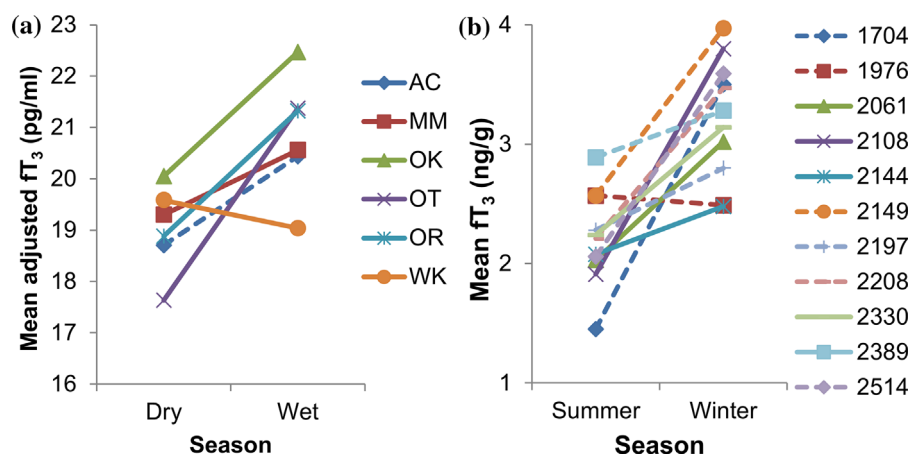 (a)
Mean adjusted fT3 (pg/ml)
23
22
21
20
19
18
17
16
Dry
Wet
Season
AC
MM
OK
OT
OR
WK
(b)
Mean fT3 (ng/g)
4
3
2
1
Summer
Winter
Season
1704
1976
2061
2108
2144
2149
2197
2208
2330
2389
2514